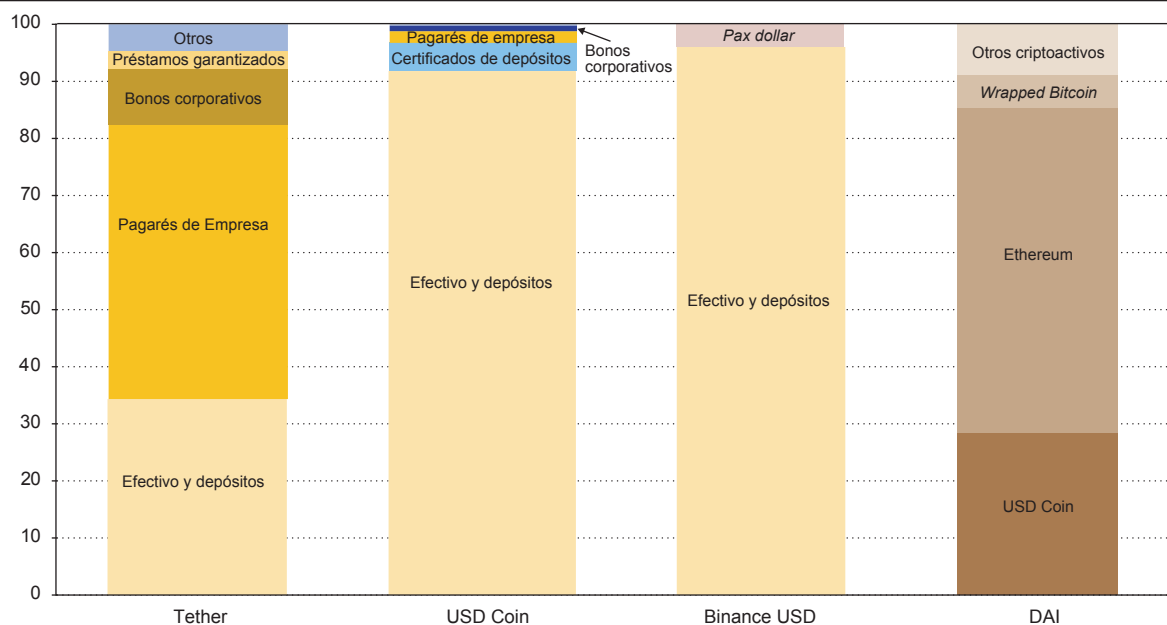 100
90
80
70
60
50
40
30
20
10
0
Otros
Préstamos garantizados
Bonos corporativos
Pagarés de Empresa
Efectivo y depósitos
Tether
Pagarés de empresa
Certificados de depósitos
Bonos
corporativos
Efectivo y depósitos
USD Coin
Pax dollar
Efectivo y depósitos
Binance USD
Otros criptoactivos
Wrapped Bitcoin
Ethereum
USD Coin
DAI